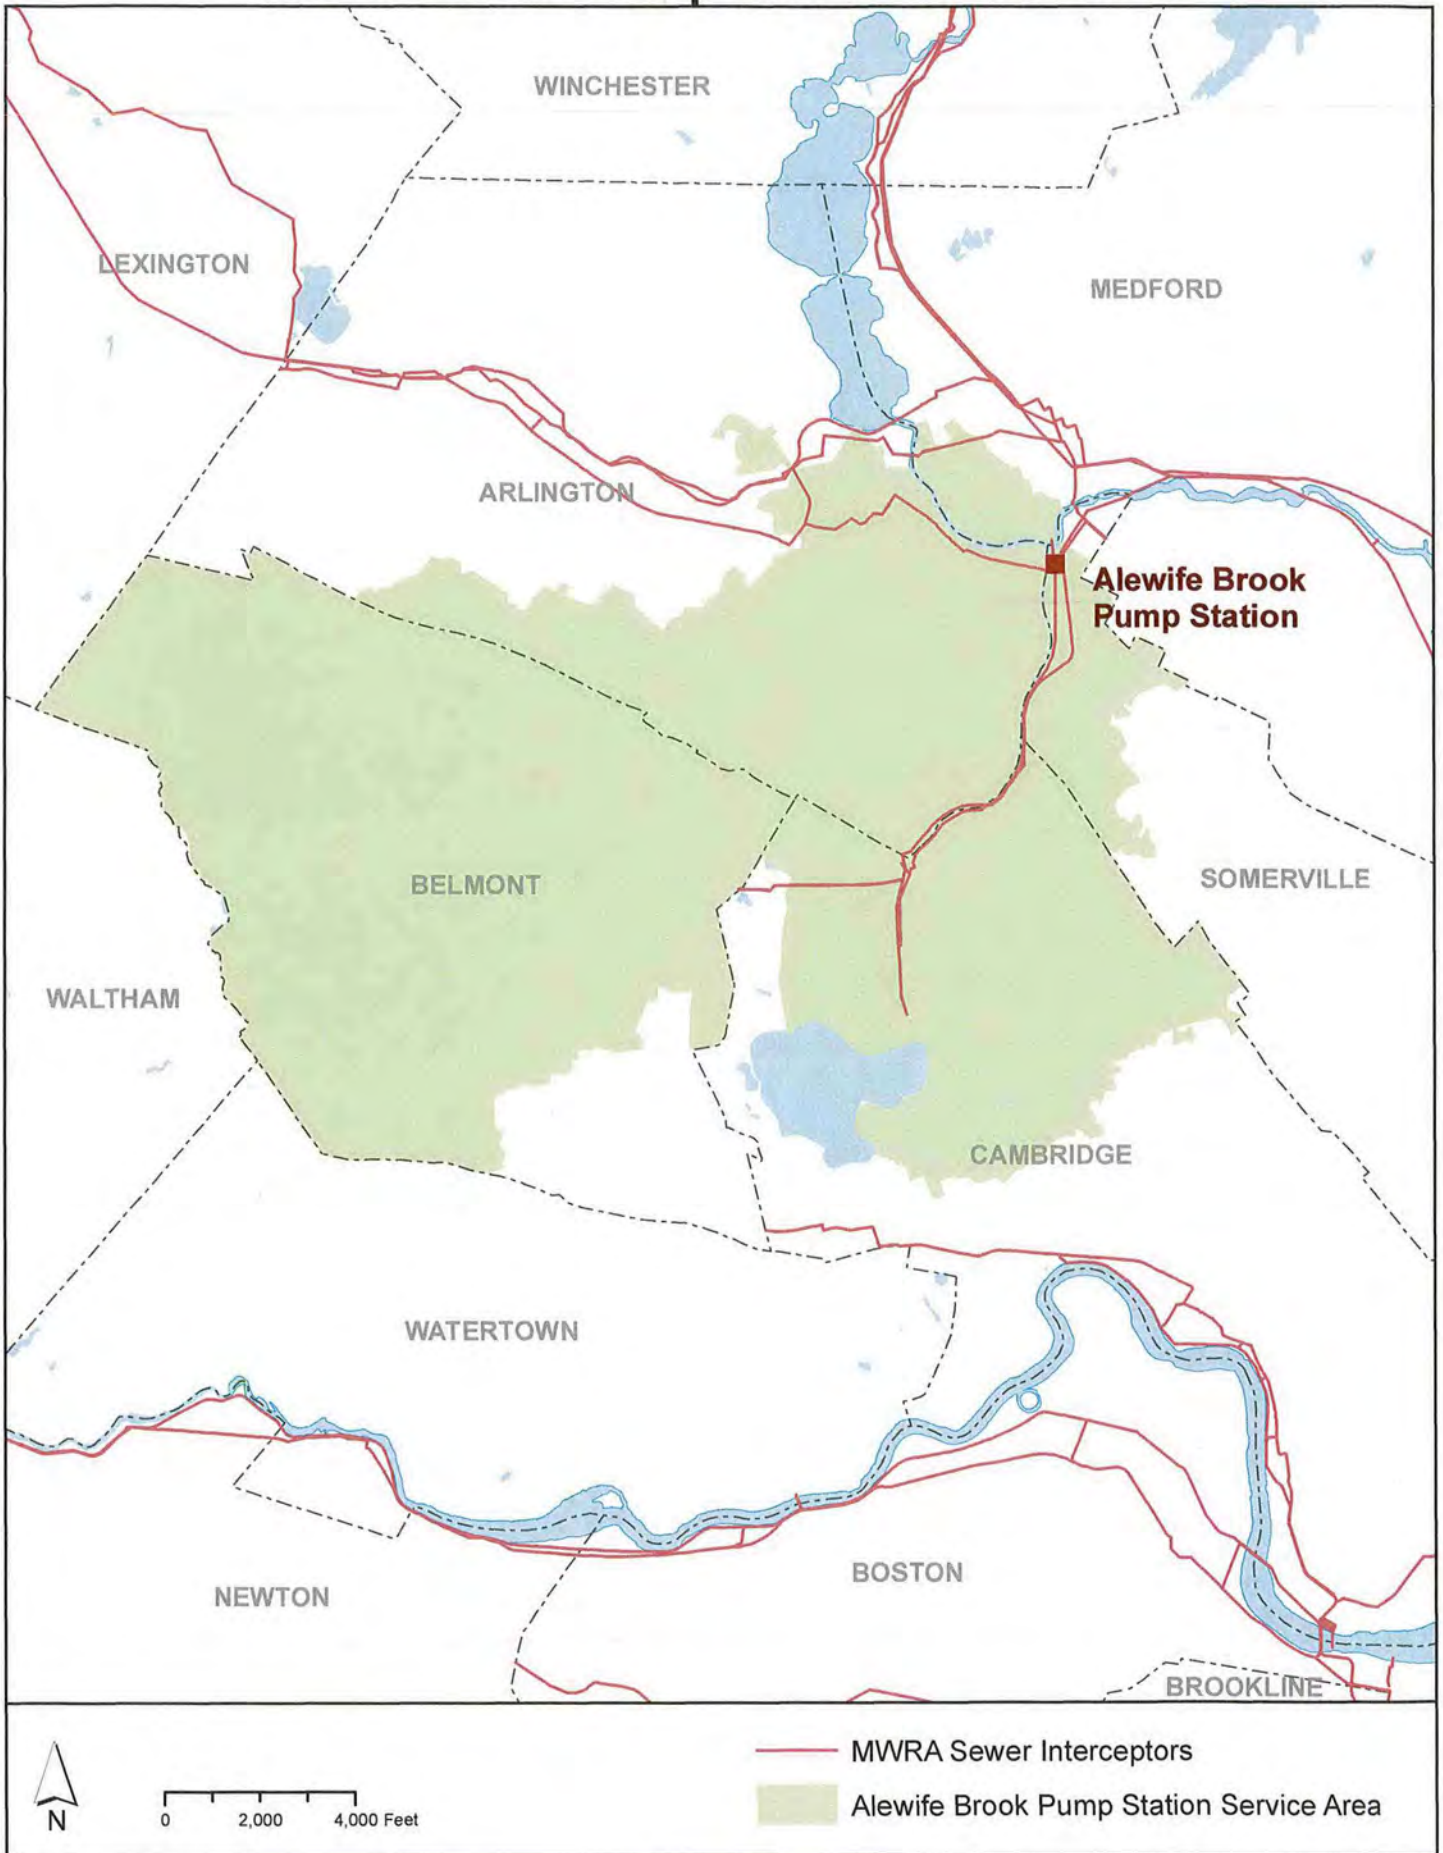 WINCHESTER
LEXINGTON
MEDFORD
ARLINGTON
Alewife Brook
Pump Station
BELMONT
SOMERVILLE
WALTHAM
CAMBRIDGE
WATERTOWN
BOSTON
NEWTON
BROOKLINE
MWRA Sewer Interceptors
Alewife Brook Pump Station Service Area
N
0 2,000 4,000 Feet